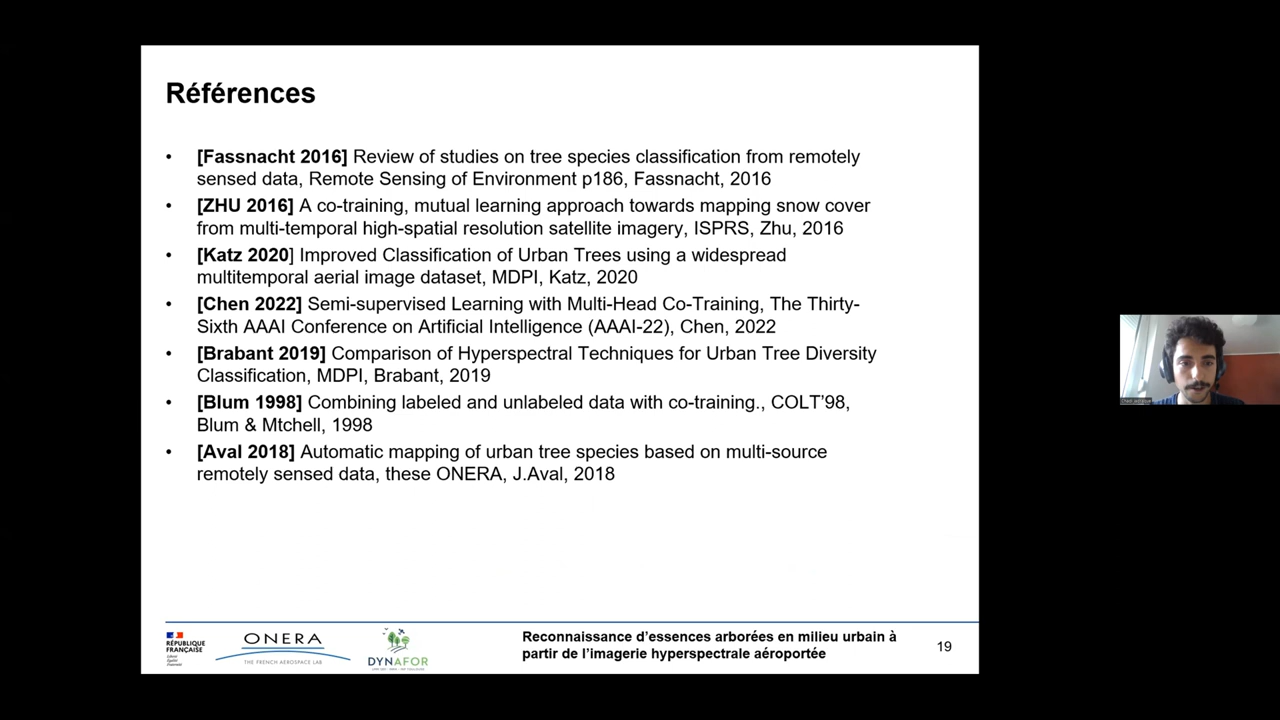 Références
• [Fassnacht 2016] Review of studies on tree species classification from remotely
sensed data, Remote Sensing of Environment p186, Fassnacht, 2016
• [ZHU 2016] A co-training, mutual learning approach towards mapping snow cover
from multi-temporal high-spatial resolution satellite imagery, ISPRS, Zhu, 2016
• [Katz 2020] Improved Classification of Urban Trees using a widespread
multitemporal aerial image dataset, MDPI, Katz, 2020
• [Chen 2022] Semi-supervised Learning with Multi-Head Co-Training, The Thirty-
Sixth AAAI Conference on Artificial Intelligence (AAAI-22), Chen, 2022
• [Brabant 2019] Comparison of Hyperspectral Techniques for Urban Tree Diversity
Classification, MDPI, Brabant, 2019
• [Blum 1998] Combining labeled and unlabeled data with co-training., COLT'98,
Blum & Mtchell, 1998
• [Aval 2018] Automatic mapping of urban tree species based on multi-source
remotely sensed data, these ONERA, J.Aval, 2018
RÉPUBLIQUE
FRANÇAISE
Liberté
Égalité
Fraternité
ONERA
THE FRENCH AEROSPACE LAB
DYNAFOR
Reconnaissance d'essences arborées en milieu urbain à
partir de l'imagerie hyperspectrale aéroportée
19